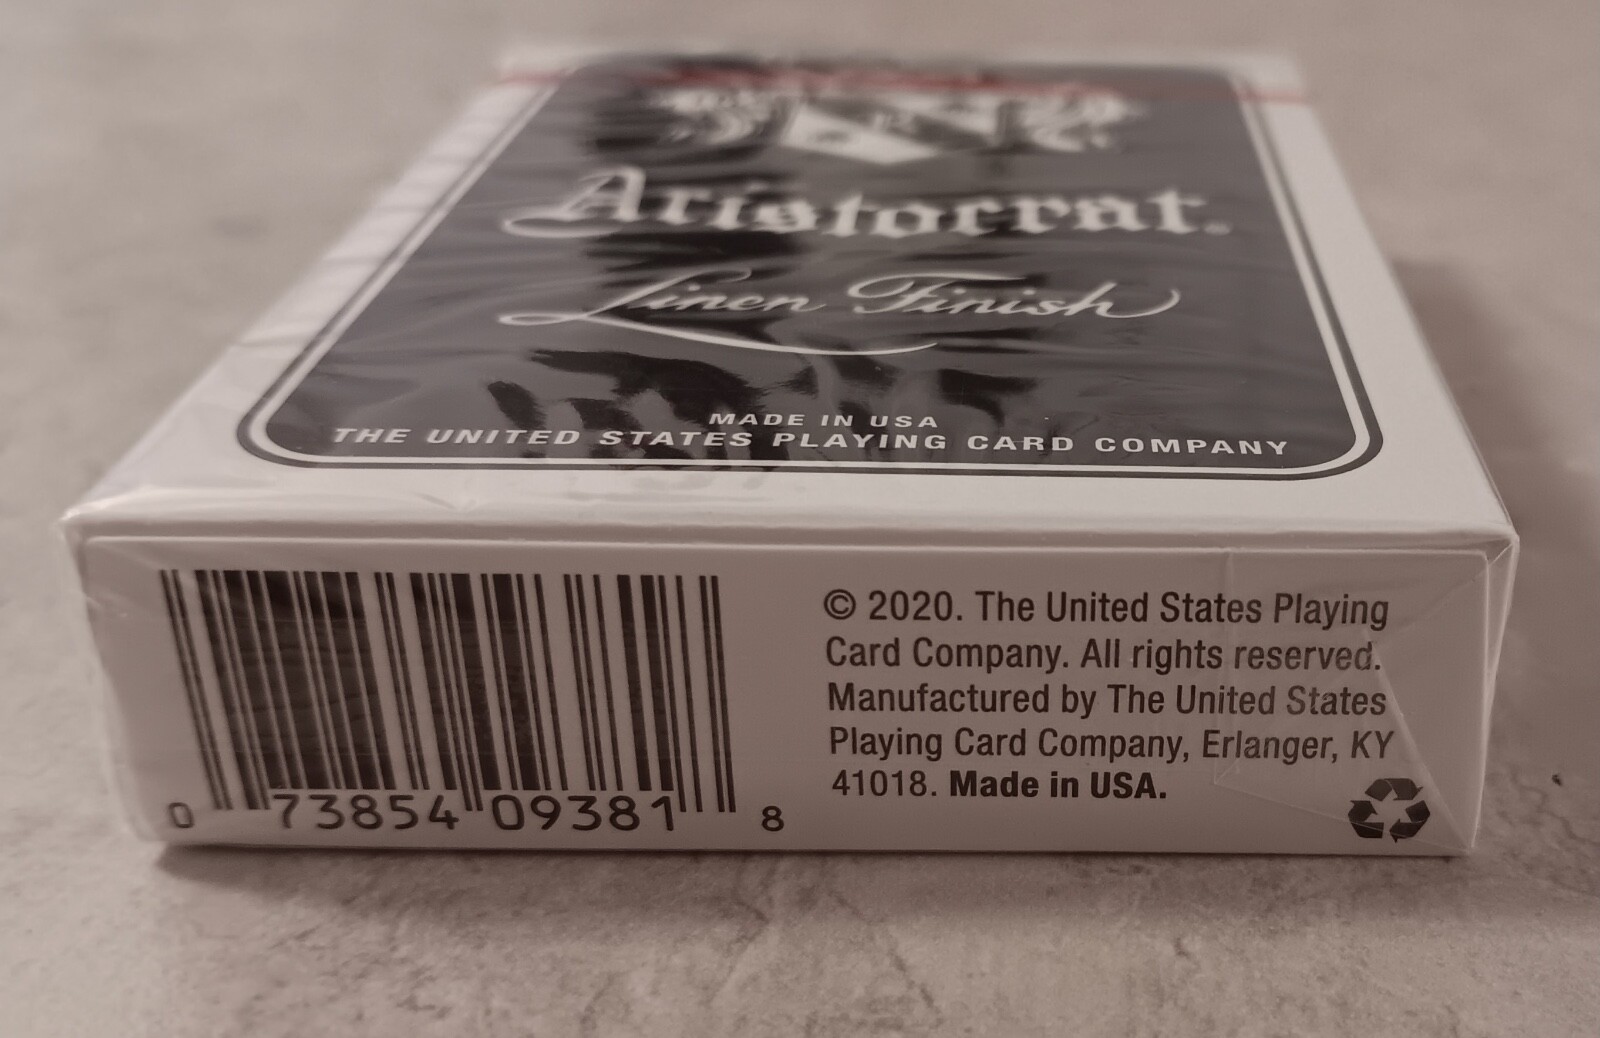 Aristocrat®
Linen Finish
MADE IN USA
THE UNITED STATES PLAYING CARD COMPANY
0 73854 09381 8
© 2020. The United States Playing
Card Company. All rights reserved.
Manufactured by The United States
Playing Card Company, Erlanger, KY
41018. Made in USA.